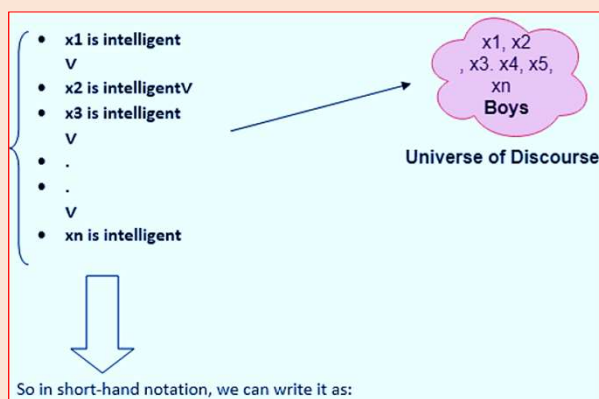 • x1 is intelligent
V
• x2 is intelligentV
• x3 is intelligent
V
• .
• .
V
• xn is intelligent
x1, x2
, x3. x4, x5,
xn
Boys
Universe of Discourse
So in short-hand notation, we can write it as: